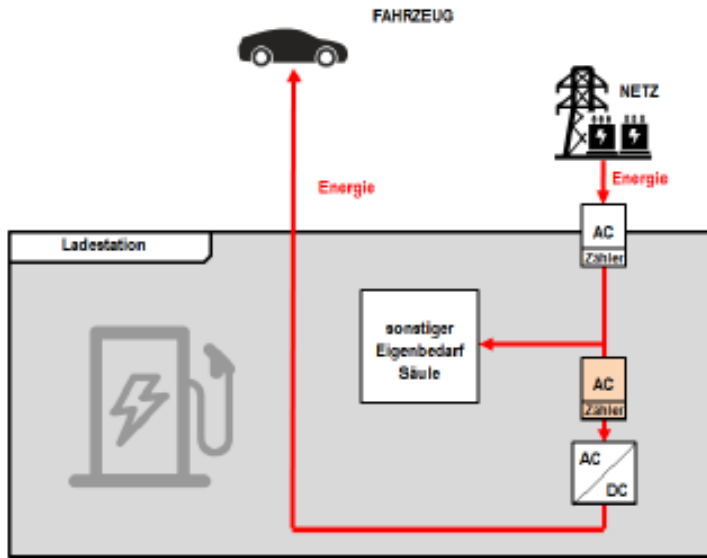 FAHRZEUG
NETZ
Energie
Energie
AC
Zähler
Ladestation
sonstiger
Eigenbedarf
Säule
AC
Zähler
AC
DC